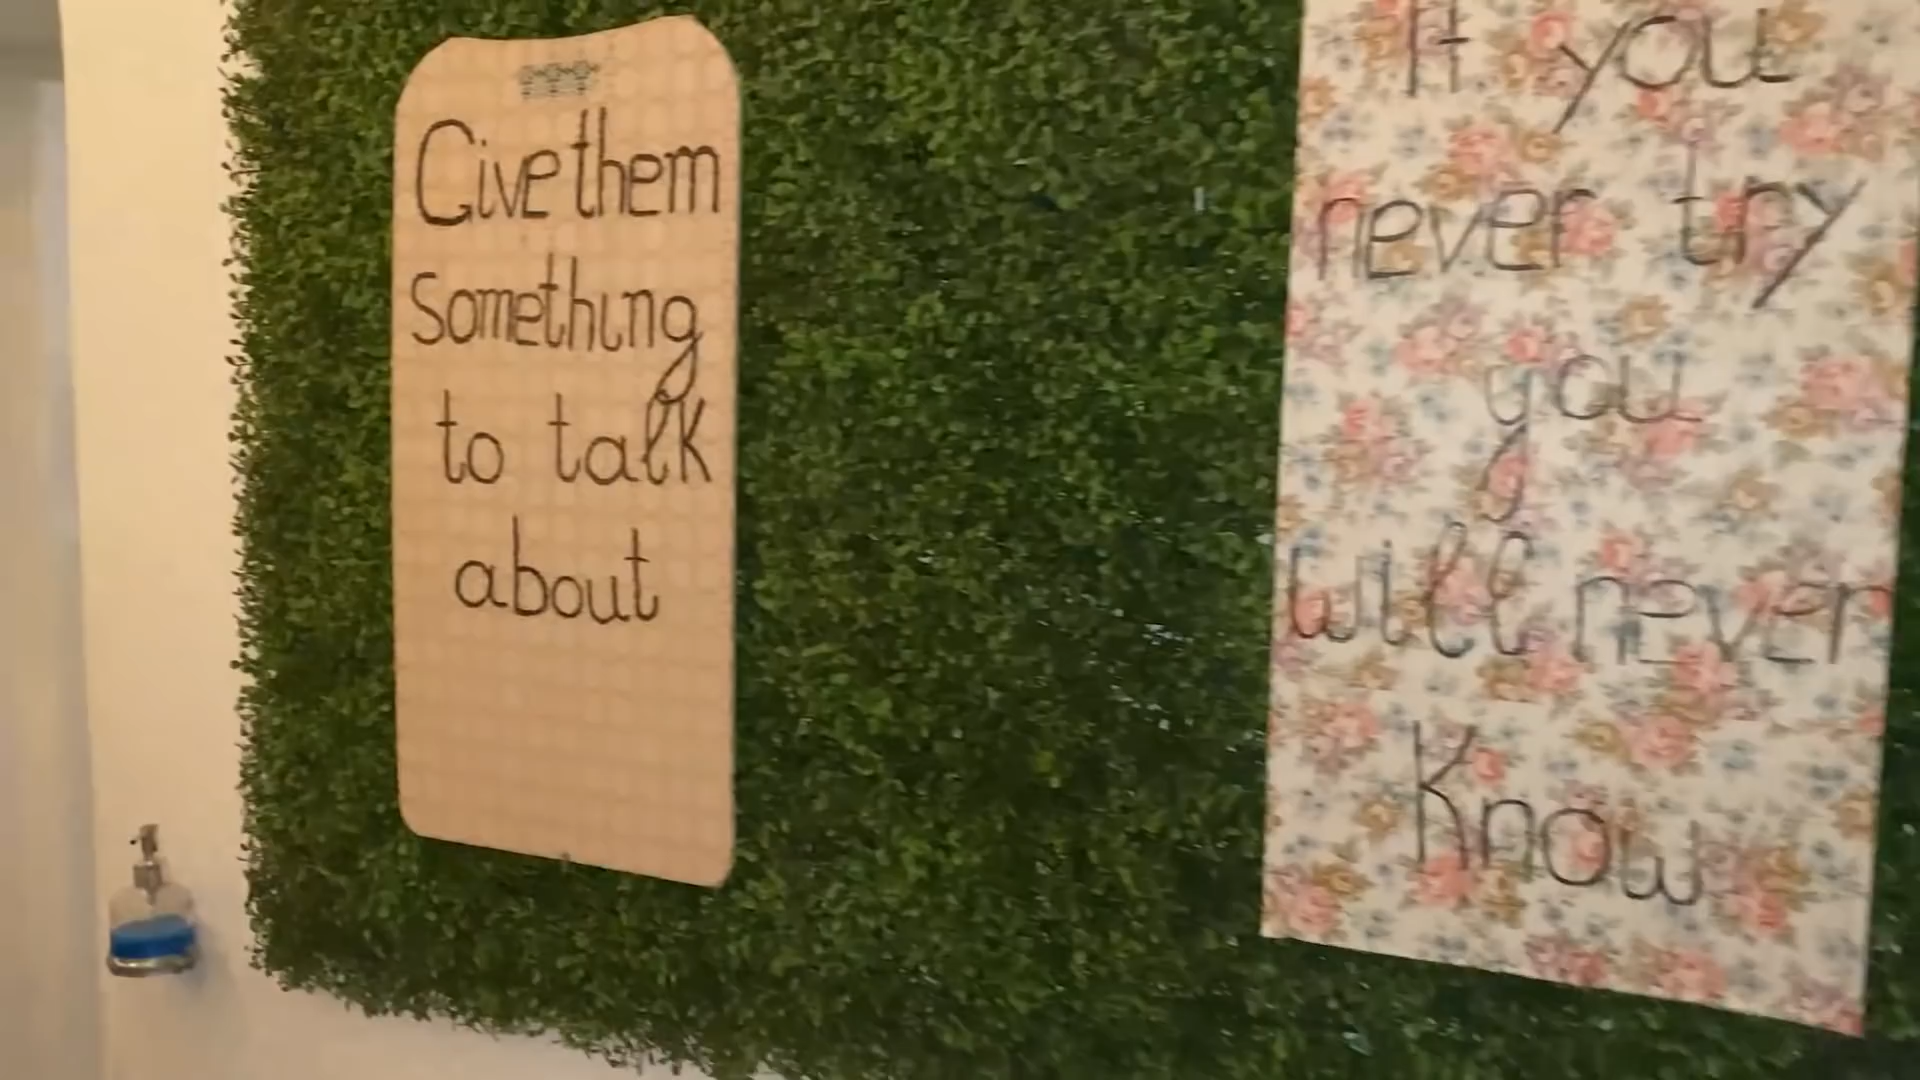 Give them
something
to talk
about
If you
never try
you
will never
Know